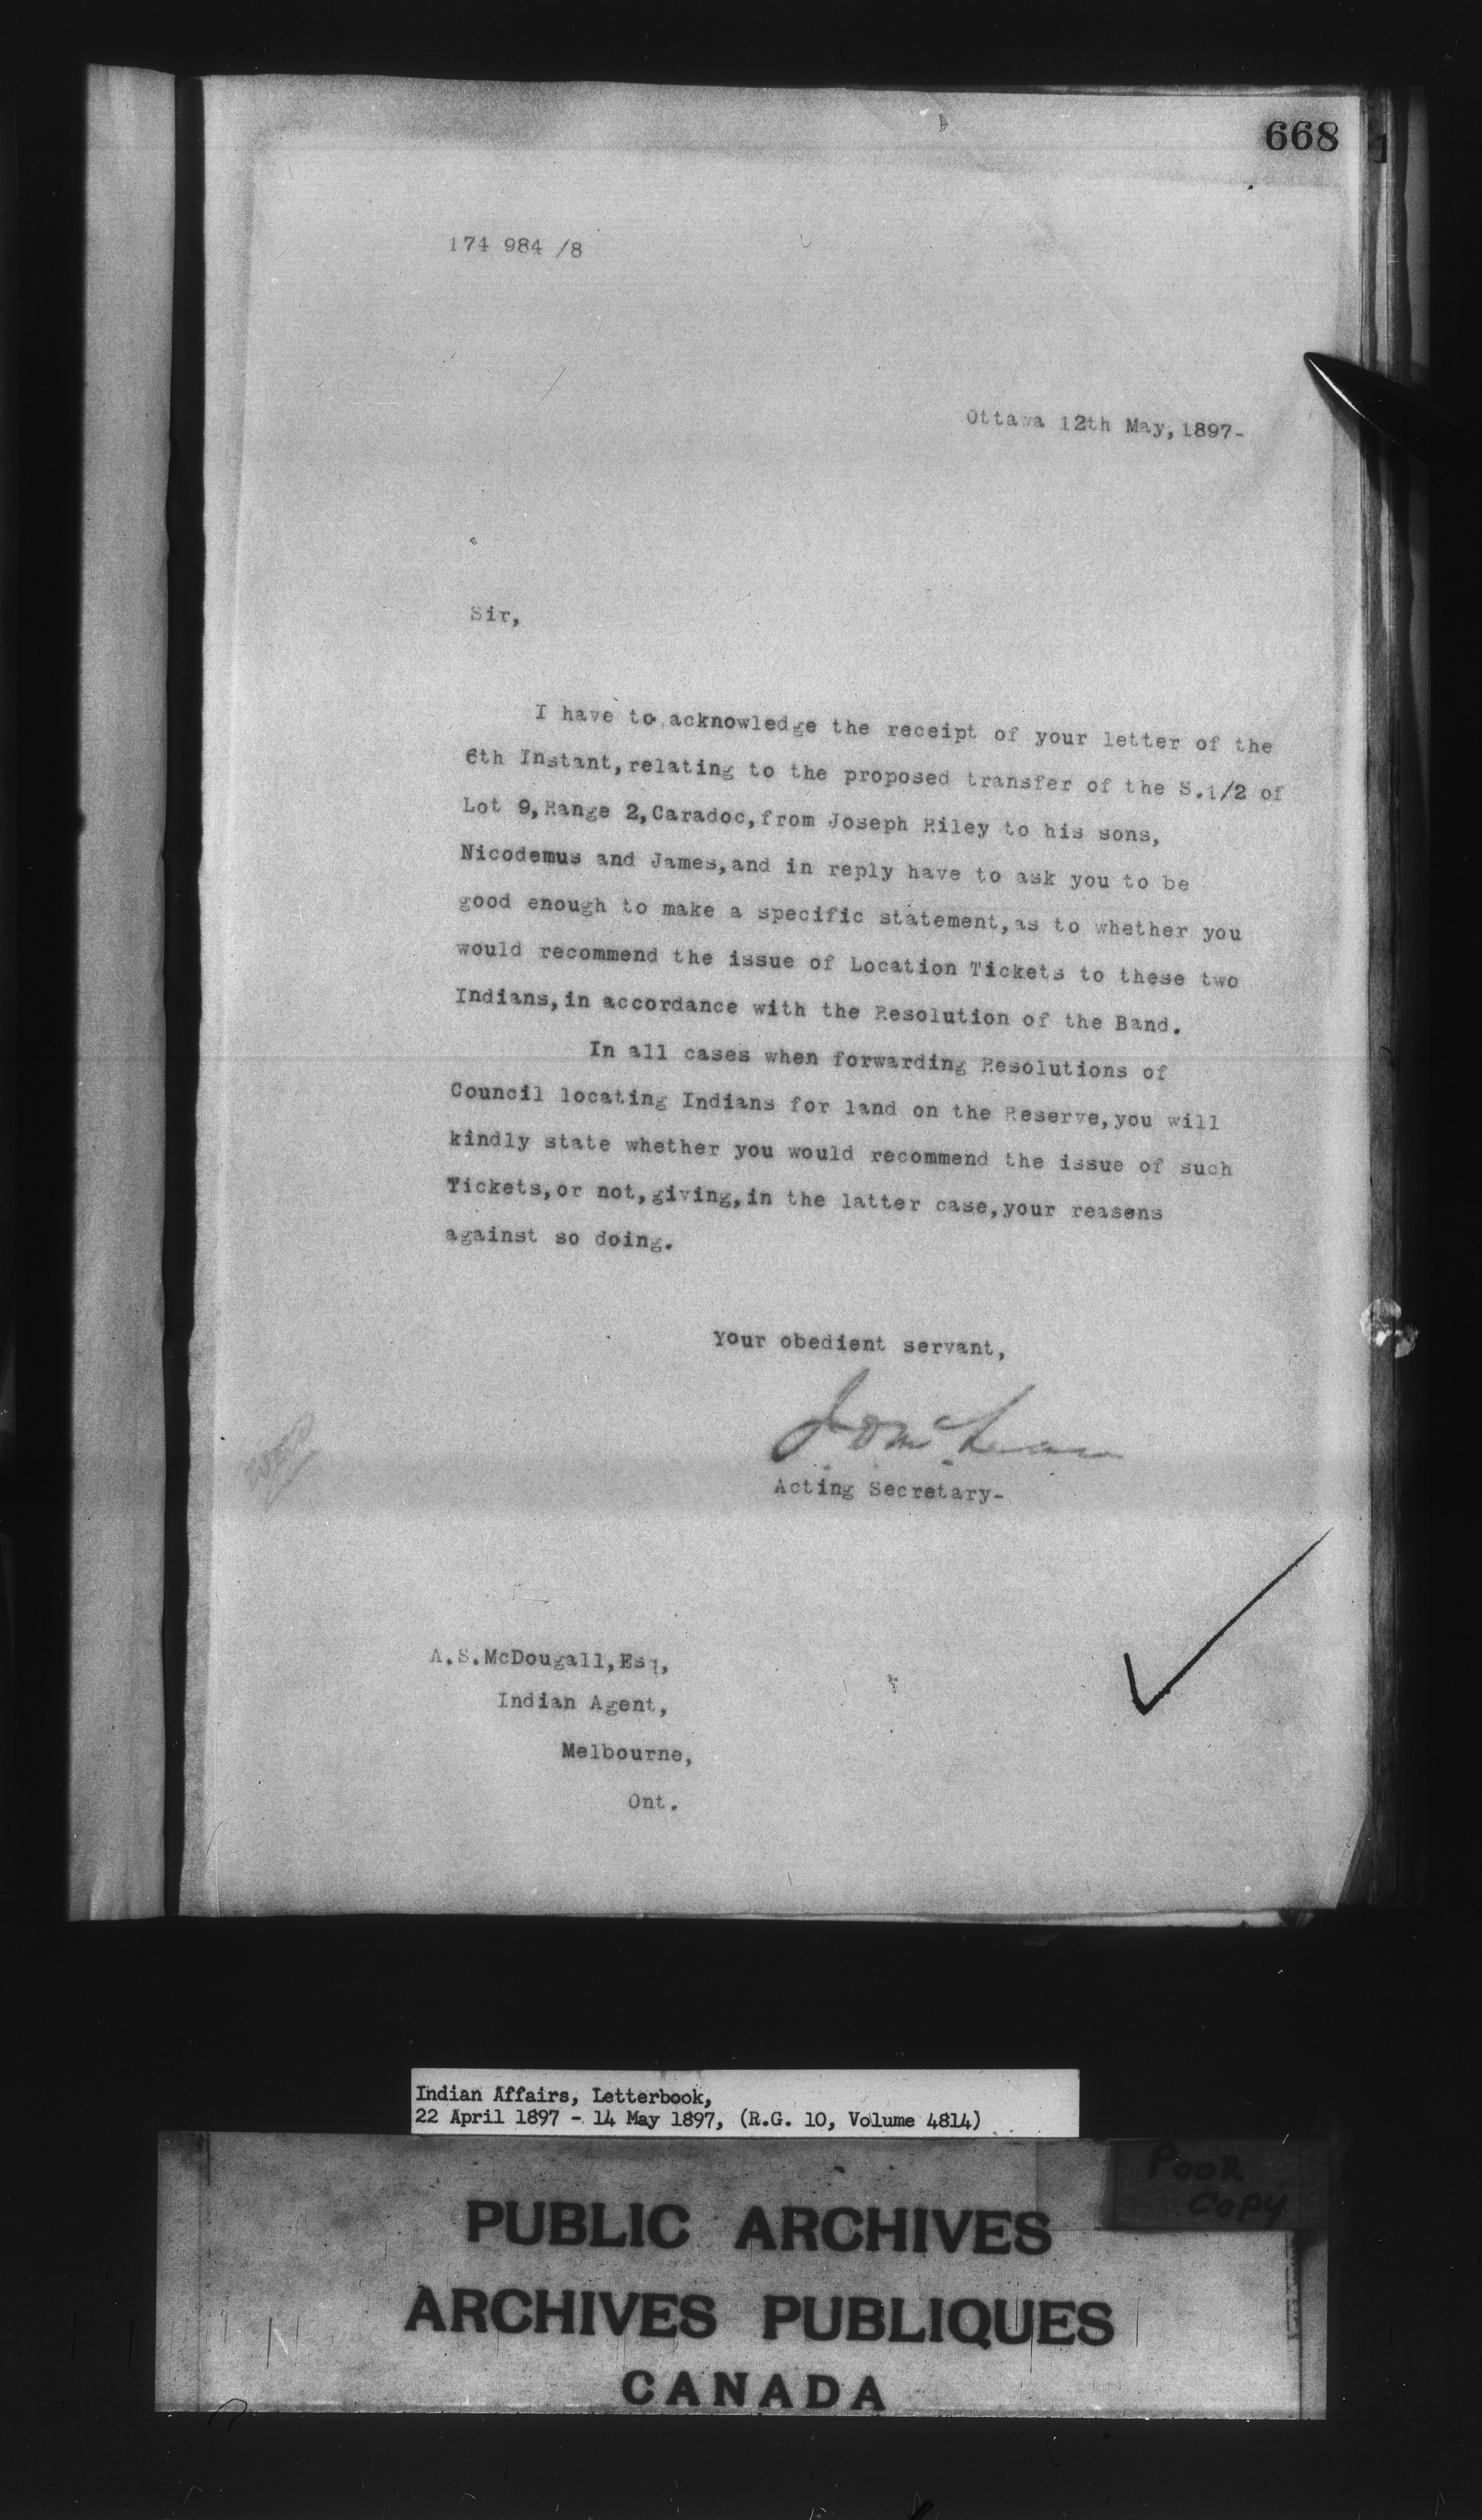 668
174 984 /8
Ottawa 12th May, 1897-
Sir,
I have to acknowledge the receipt of your letter of the
6th Instant, relating to the proposed transfer of the S.1/2 of
Lot 9, Range 2, Caradoc, from Joseph Riley to his sons,
Nicodemus and James, and in reply have to ask you to be
good enough to make a specific statement, as to whether you
would recommend the issue of Location Tickets to these two
Indians, in accordance with the Resolution of the Band.
In all cases when forwarding Resolutions of
Council locating Indians for land on the Reserve, you will
kindly state whether you would recommend the issue of such
Tickets, or not, giving, in the latter case, your reasons
against so doing.
Your obedient servant,
J D McLean
Acting Secretary-
A.S. McDougall, Esq,
Indian Agent,
Melbourne,
Ont.
Indian Affairs, Letterbook,
22 April 1897 - 14 May 1897, (R.G. 10, Volume 4814)
POOR
COPY
PUBLIC ARCHIVES
ARCHIVES PUBLIQUES
CANADA